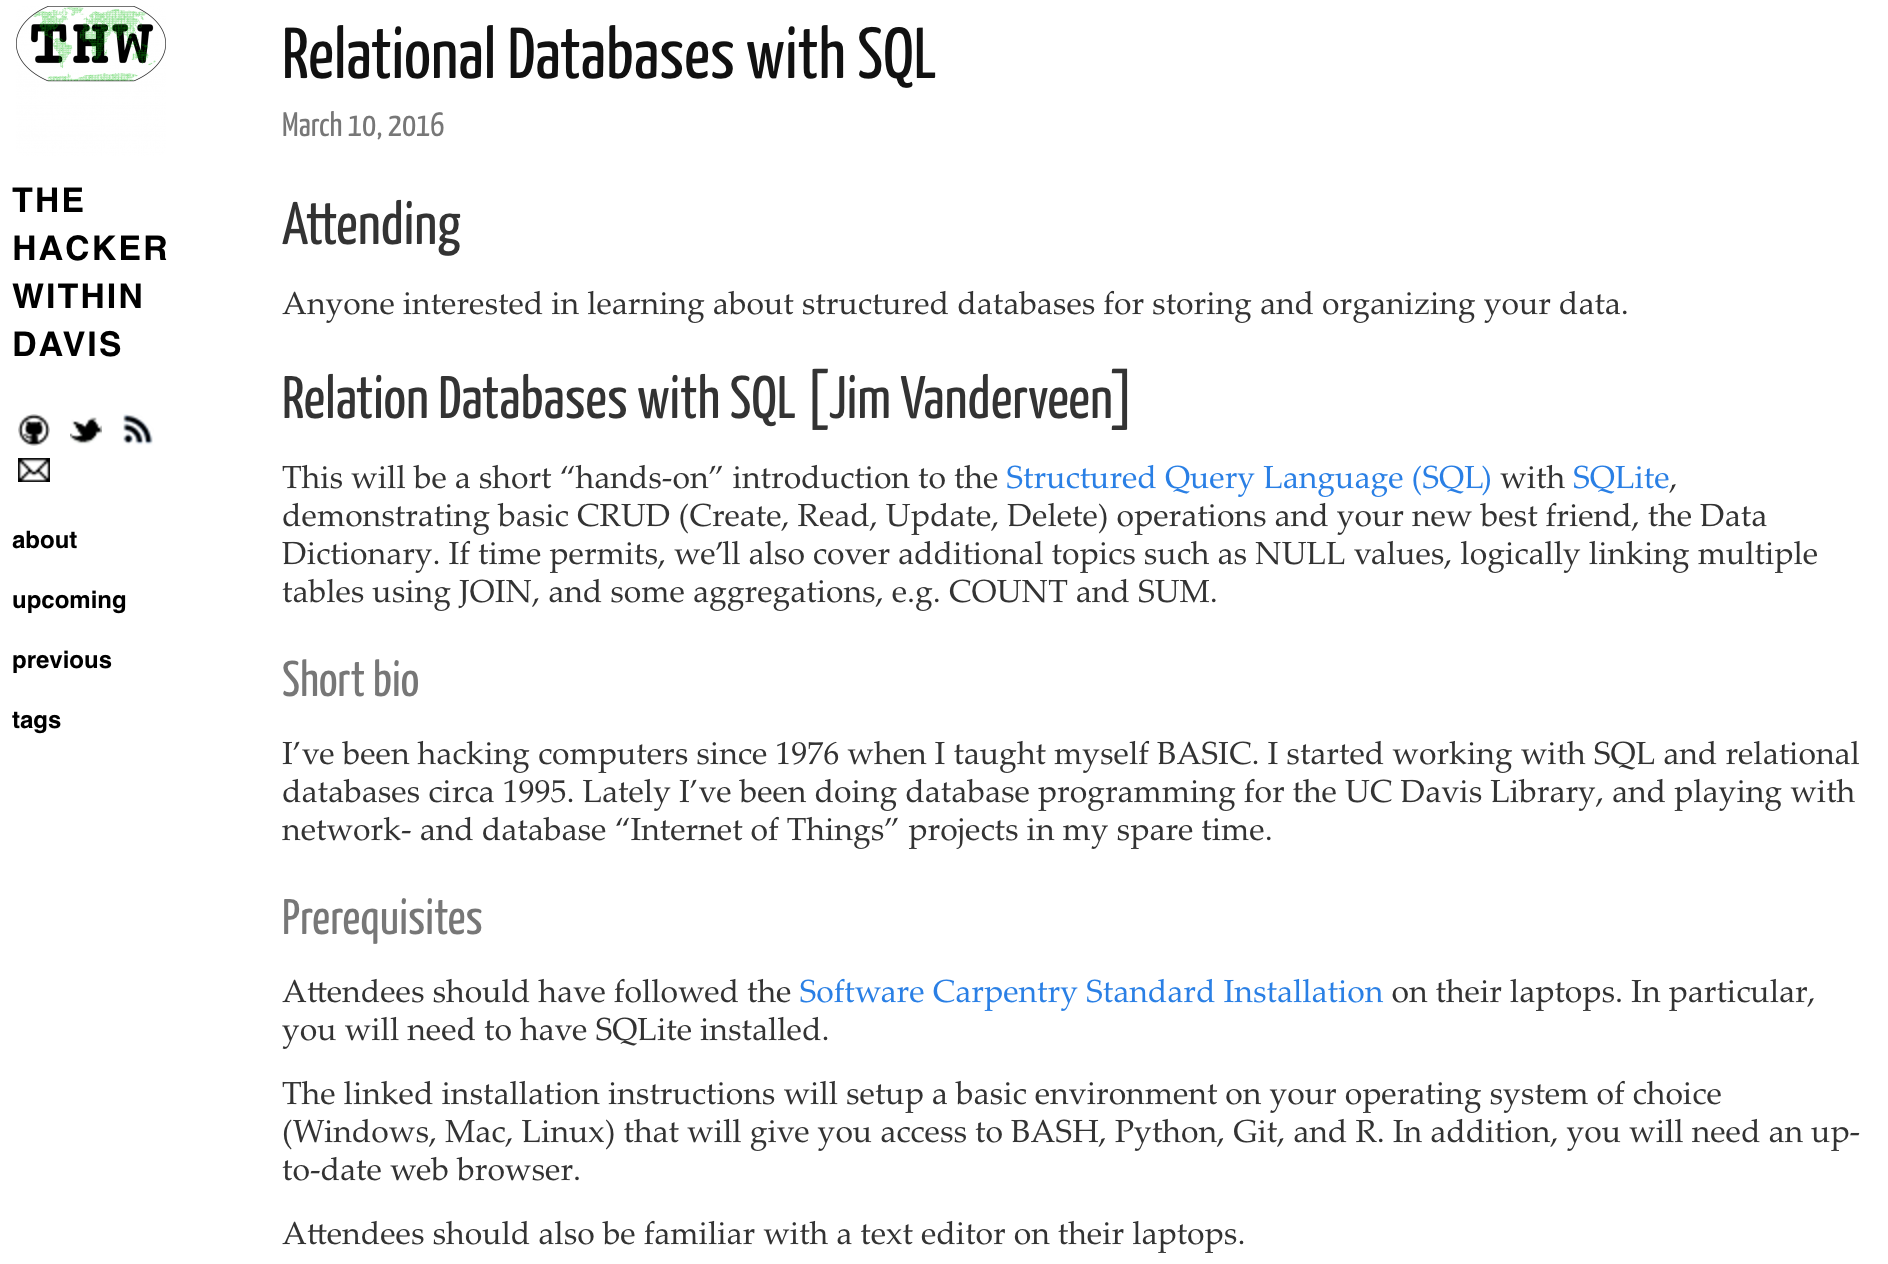 THW
THE
HACKER
WITHIN
DAVIS
about
upcoming
previous
tags
Relational Databases with SQL
March 10, 2016
Attending
Anyone interested in learning about structured databases for storing and organizing your data.
Relation Databases with SQL [Jim Vanderveen]
This will be a short “hands-on” introduction to the Structured Query Language (SQL) with SQLite,
demonstrating basic CRUD (Create, Read, Update, Delete) operations and your new best friend, the Data
Dictionary. If time permits, we’ll also cover additional topics such as NULL values, logically linking multiple
tables using JOIN, and some aggregations, e.g. COUNT and SUM.
Short bio
I’ve been hacking computers since 1976 when I taught myself BASIC. I started working with SQL and relational
databases circa 1995. Lately I’ve been doing database programming for the UC Davis Library, and playing with
network- and database “Internet of Things” projects in my spare time.
Prerequisites
Attendees should have followed the Software Carpentry Standard Installation on their laptops. In particular,
you will need to have SQLite installed.
The linked installation instructions will setup a basic environment on your operating system of choice
(Windows, Mac, Linux) that will give you access to BASH, Python, Git, and R. In addition, you will need an up-
to-date web browser.
Attendees should also be familiar with a text editor on their laptops.